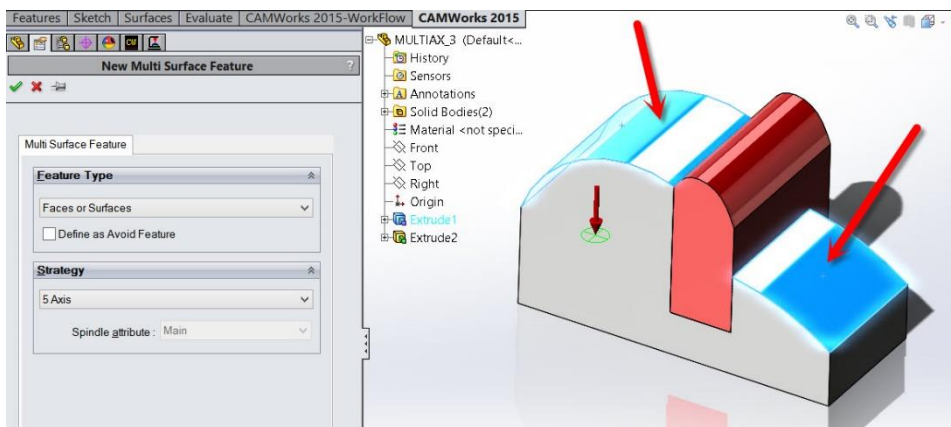 Features Sketch Surfaces Evaluate CAMWorks 2015-WorkFlow CAMWorks 2015
New Multi Surface Feature ?
Multi Surface Feature
Feature Type
Faces or Surfaces
Define as Avoid Feature
Strategy
5 Axis
Spindle attribute : Main
MULTIAX_3 (Default<...
History
Sensors
Annotations
Solid Bodies(2)
Material <not speci...
Front
Top
Right
Origin
Extrude1
Extrude2